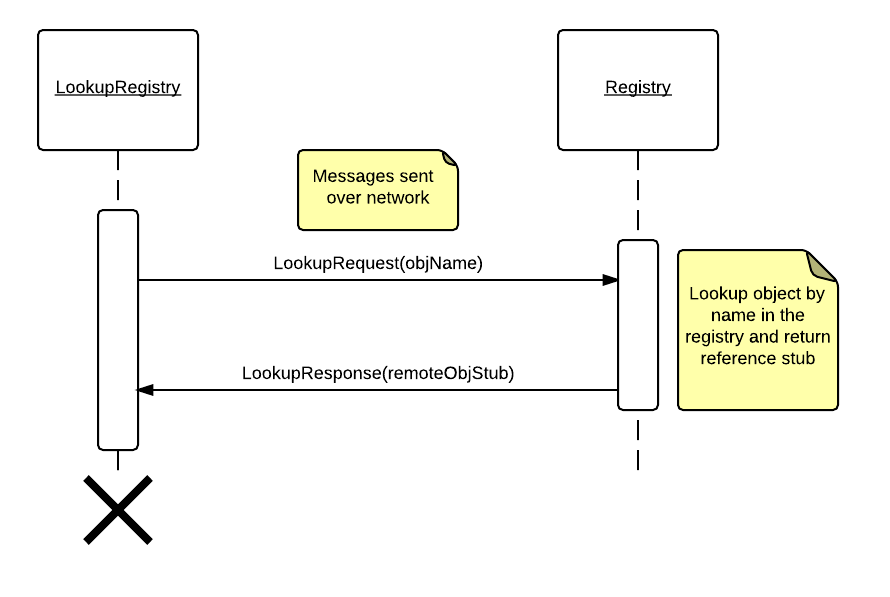 LookupRegistry
Registry
Messages sent
over network
LookupRequest(objName)
Lookup object by
name in the
registry and return
reference stub
LookupResponse(remoteObjStub)